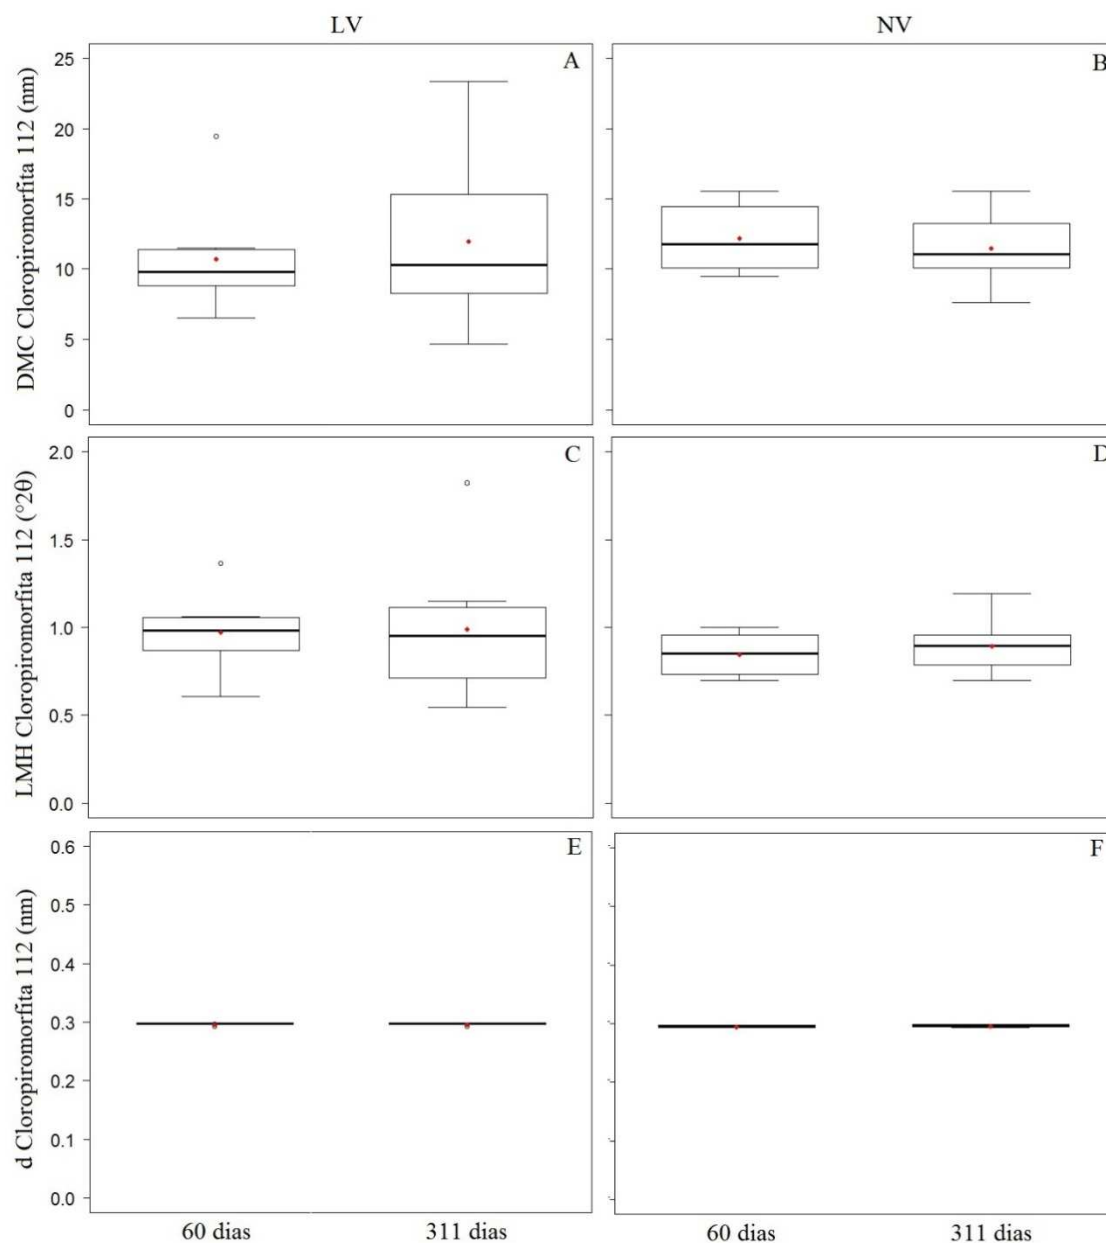 LV
NV
DMC Cloropiromorfita 112 (nm)
25
20
15
10
5
0
A
B
LMH Cloropiromorfita 112 (°2θ)
2.0
1.5
1.0
0.5
0.0
C
D
d Cloropiromorfita 112 (nm)
0.6
0.5
0.4
0.3
0.2
0.1
0.0
E
F
60 dias
311 dias
60 dias
311 dias